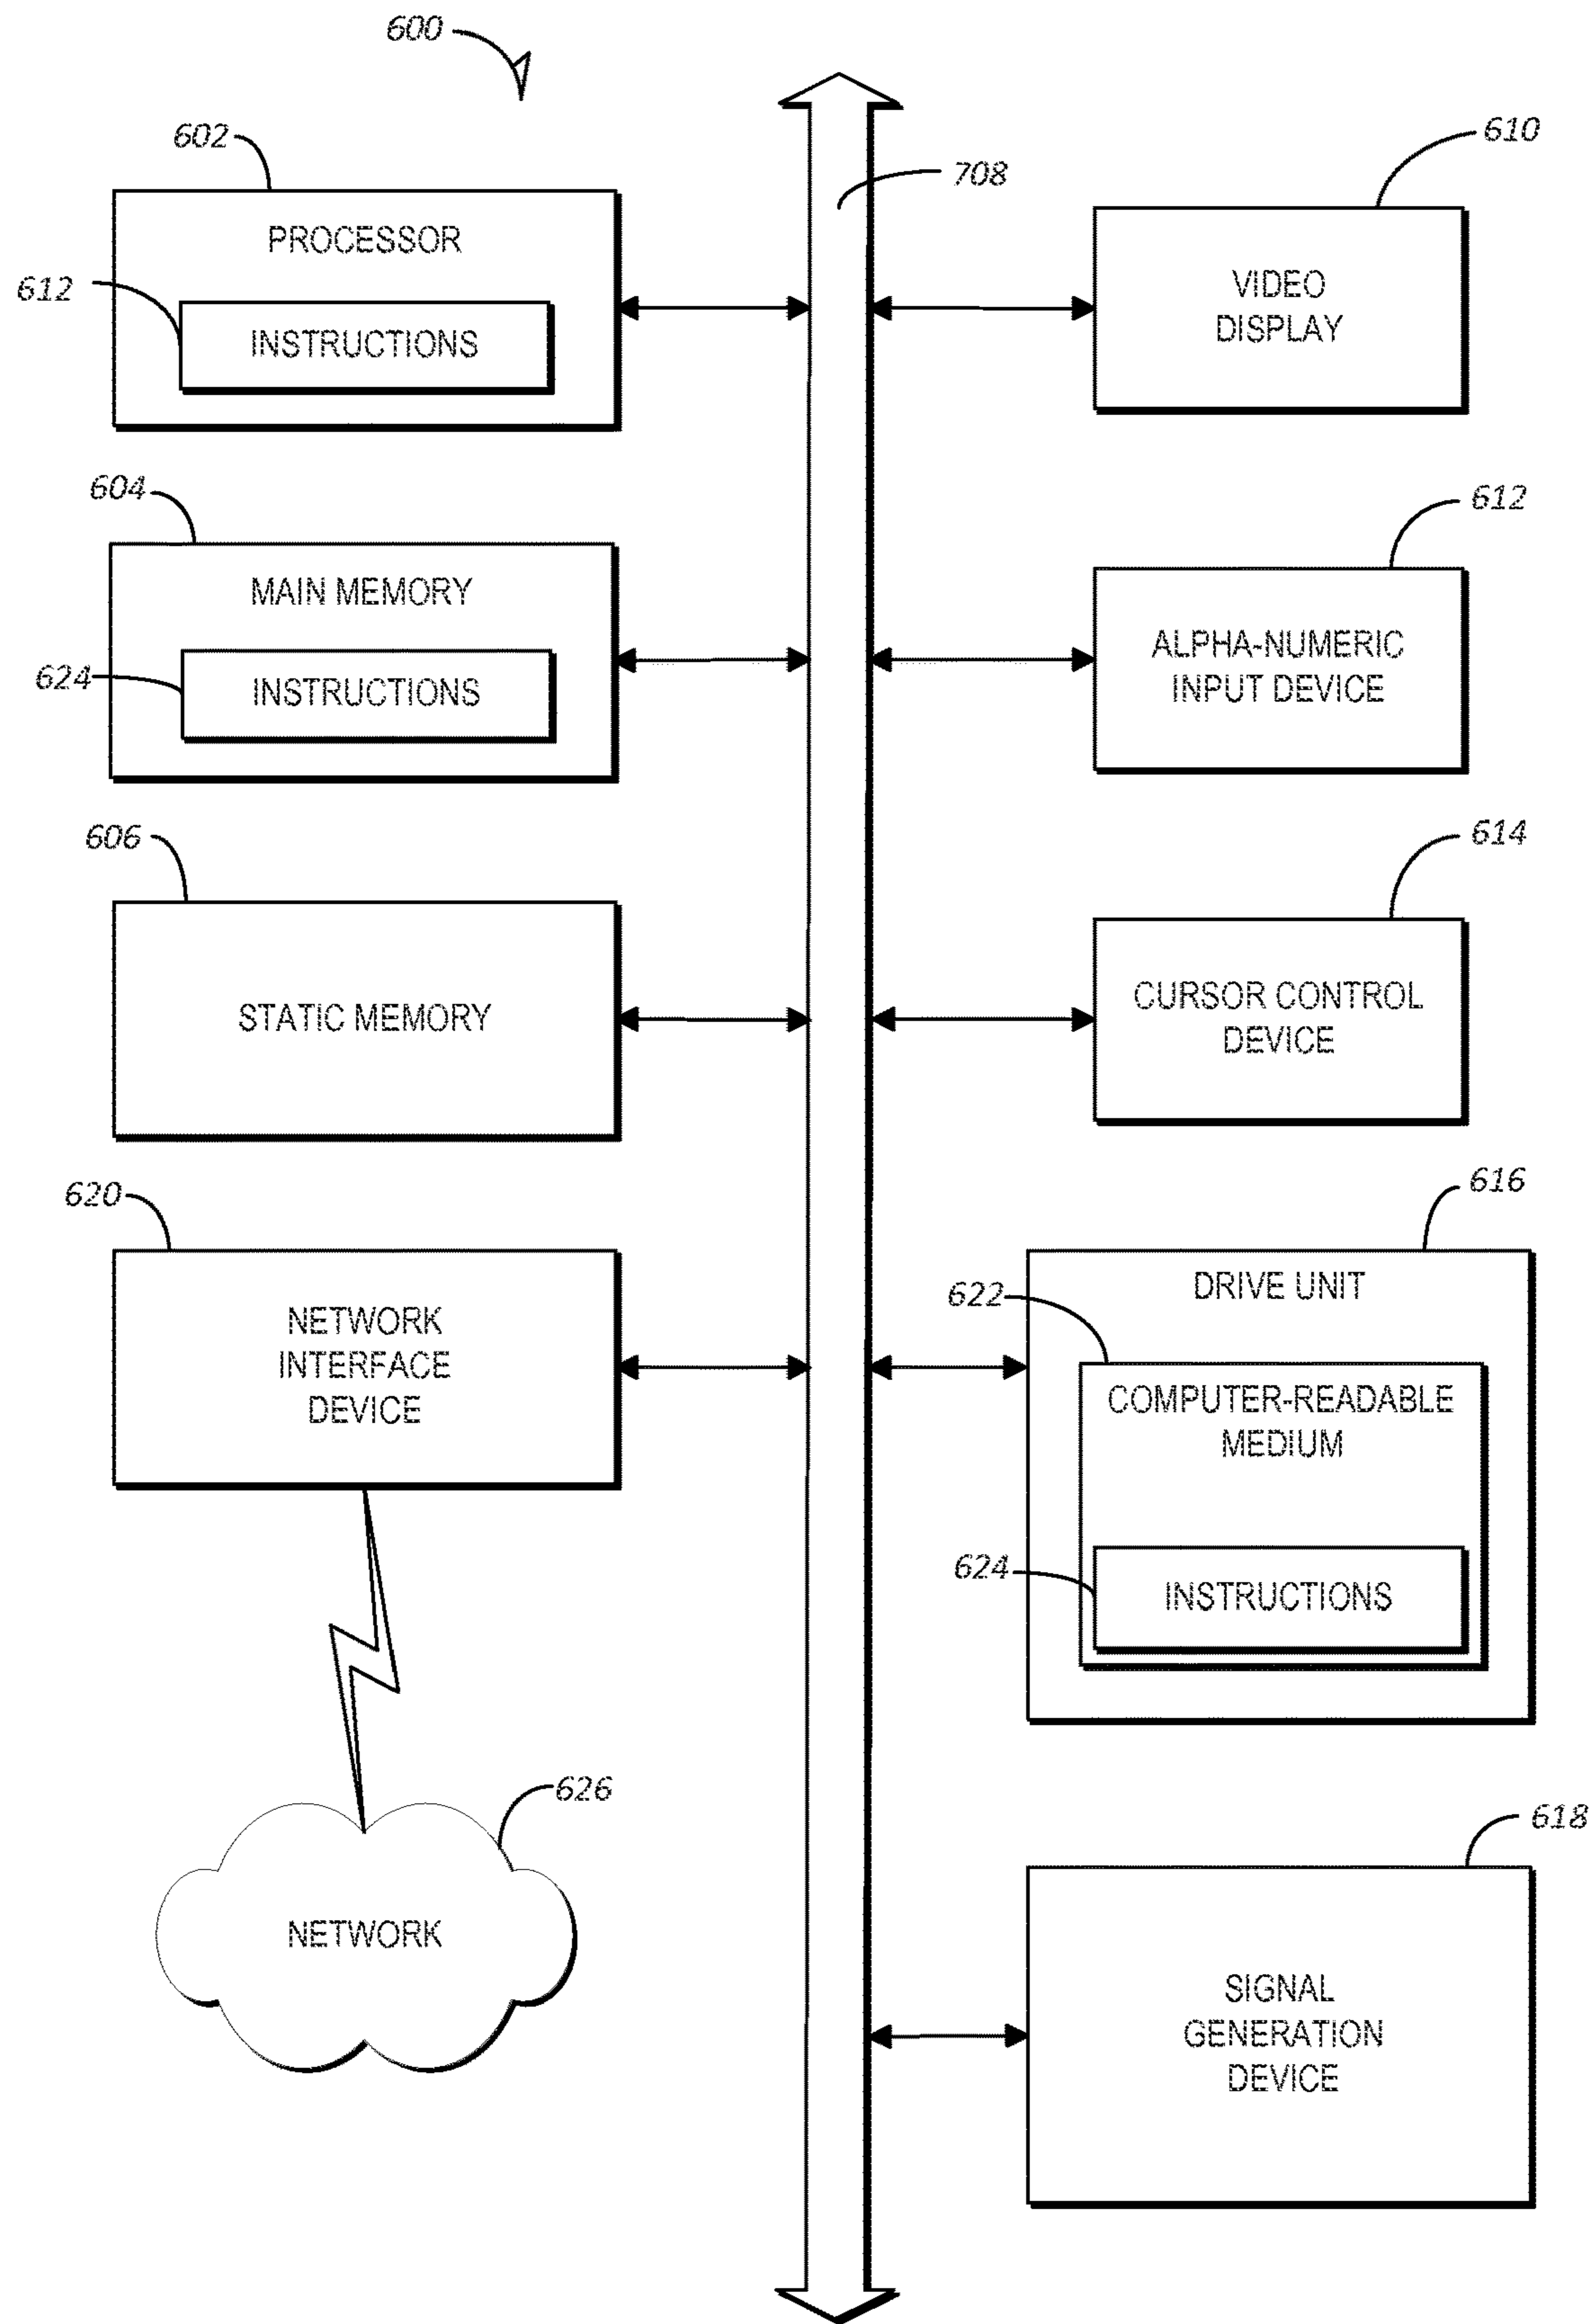 600
602
PROCESSOR
612
INSTRUCTIONS
604
MAIN MEMORY
624
INSTRUCTIONS
606
STATIC MEMORY
620
NETWORK
INTERFACE
DEVICE
626
NETWORK
708
610
VIDEO
DISPLAY
612
ALPHA-NUMERIC
INPUT DEVICE
614
CURSOR CONTROL
DEVICE
616
DRIVE UNIT
622
COMPUTER-READABLE
MEDIUM
624
INSTRUCTIONS
618
SIGNAL
GENERATION
DEVICE